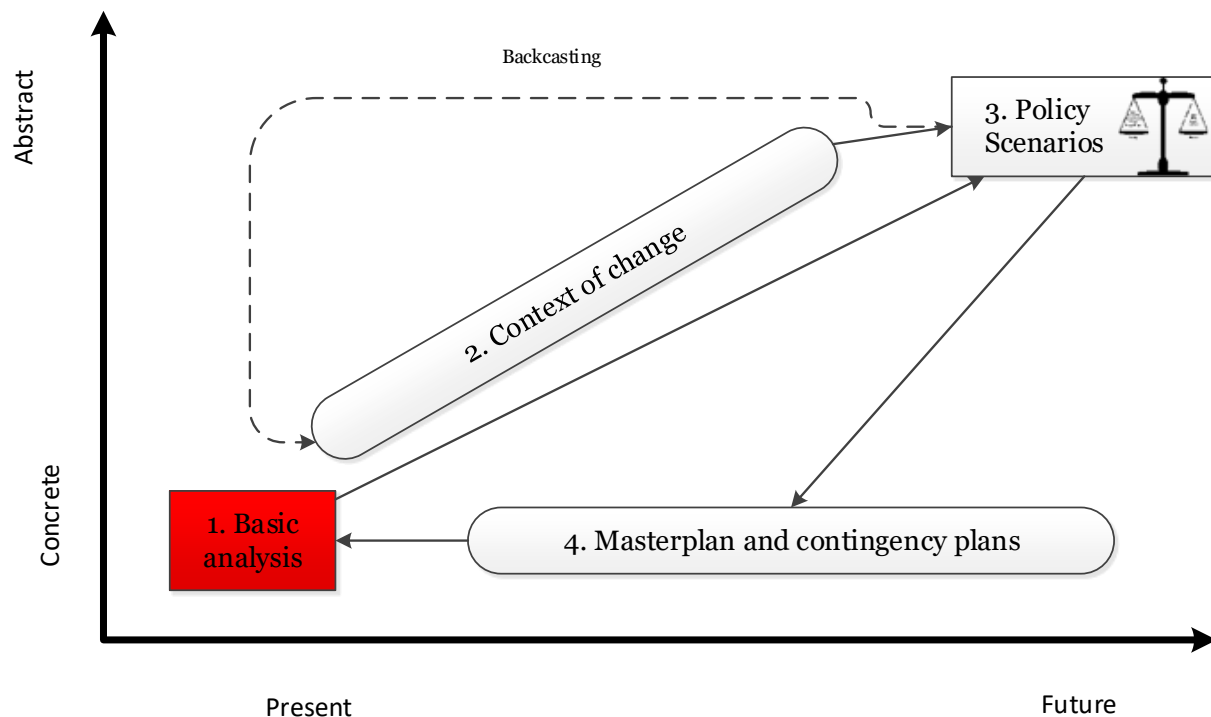 Backcasting
Abstract
3. Policy
Scenarios
2. Context of change
Concrete
1. Basic
analysis
4. Masterplan and contingency plans
Present
Future